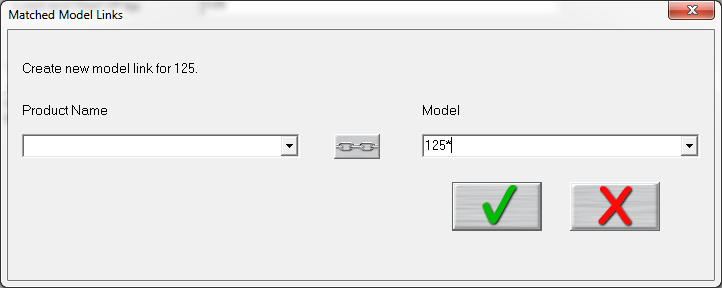 Matched Model Links
Create new model link for 125.
Product Name
Model
125*